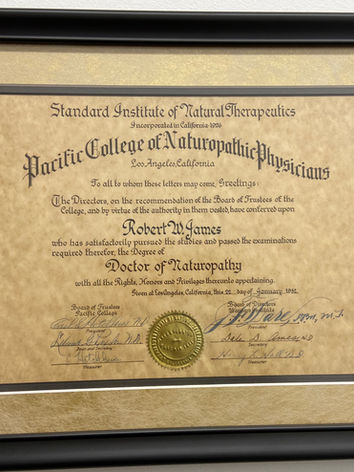 Standard Institute of Natural Therapeutics
Incorporated in California 1926
Pacific College of Naturopathic Physicians
Los Angeles, California
To all to whom these letters may come, Greetings:
The Directors, on the recommendation of the Board of Trustees of the
College, and by virtue of the authority in them vested, have conferred upon
Robert W. James
who has satisfactorily pursued the studies and passed the examinations
required therefor, the Degree of
Doctor of Naturopathy
with all the Rights, Honors and Privileges thereunto appertaining.
Given at Los Angeles, California, this day of January,
Board of Trustees
Pacific College
President
Secretary
Treasurer
Board of Directors
President
Secretary
Treasurer